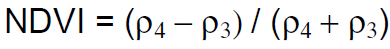 NDVI = (ρ₄ – ρ₃) / (ρ₄ + ρ₃)